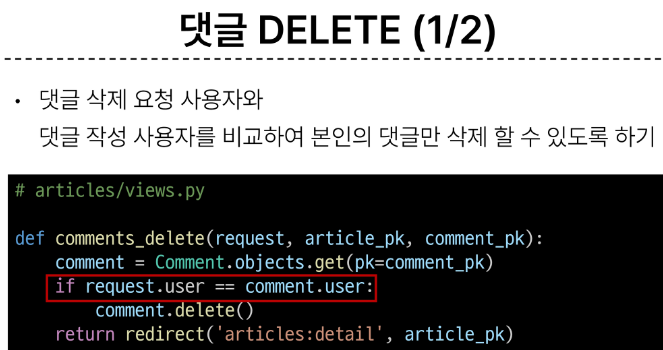 댓글 DELETE (1/2)
• 댓글 삭제 요청 사용자와
댓글 작성 사용자를 비교하여 본인의 댓글만 삭제 할 수 있도록 하기
# articles/views.py
def comments_delete(request, article_pk, comment_pk):
    comment = Comment.objects.get(pk=comment_pk)
    if request.user == comment.user:
        comment.delete()
    return redirect('articles:detail', article_pk)